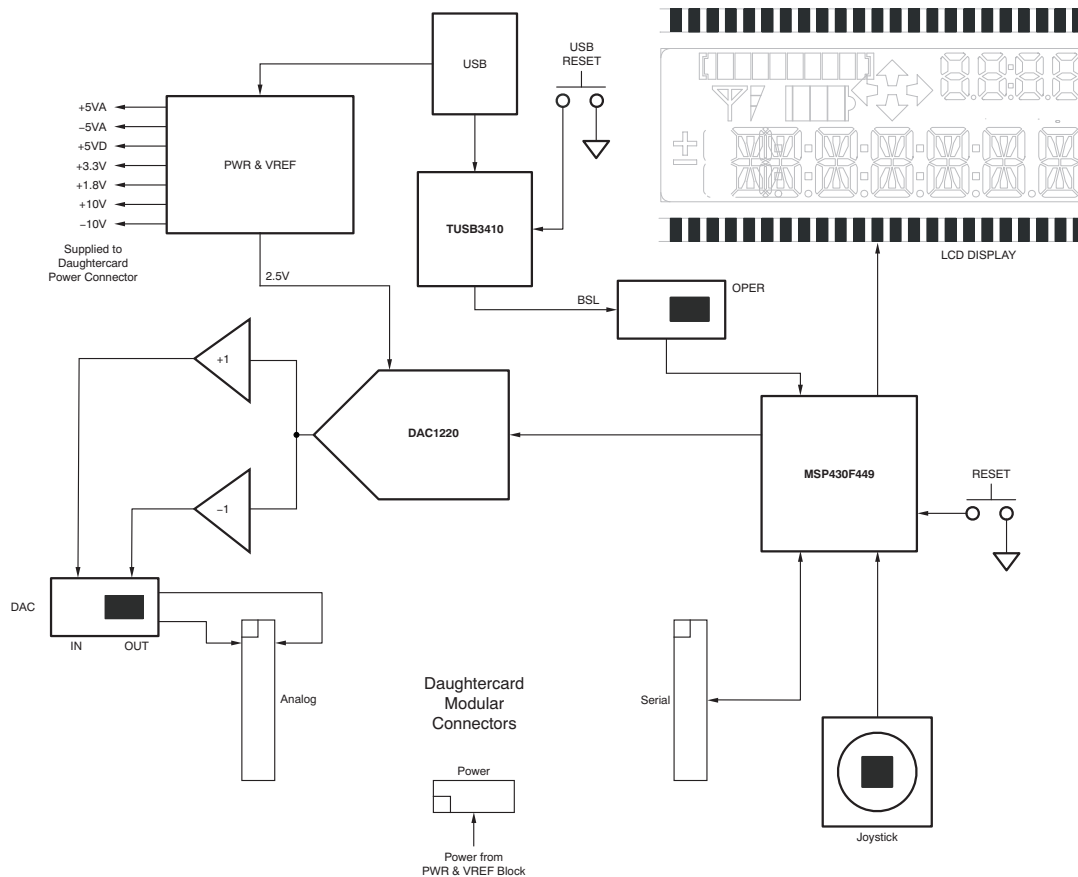 USB
USB
RESET
+5VA
−5VA
+5VD
+3.3V
+1.8V
+10V
−10V
PWR & VREF
Supplied to
Daughtercard
Power Connector
TUSB3410
LCD DISPLAY
2.5V
BSL
OPER
+1
DAC1220
MSP430F449
RESET
−1
DAC
IN
OUT
Analog
Daughtercard
Modular
Connectors
Serial
Power
Power from
PWR & VREF Block
Joystick